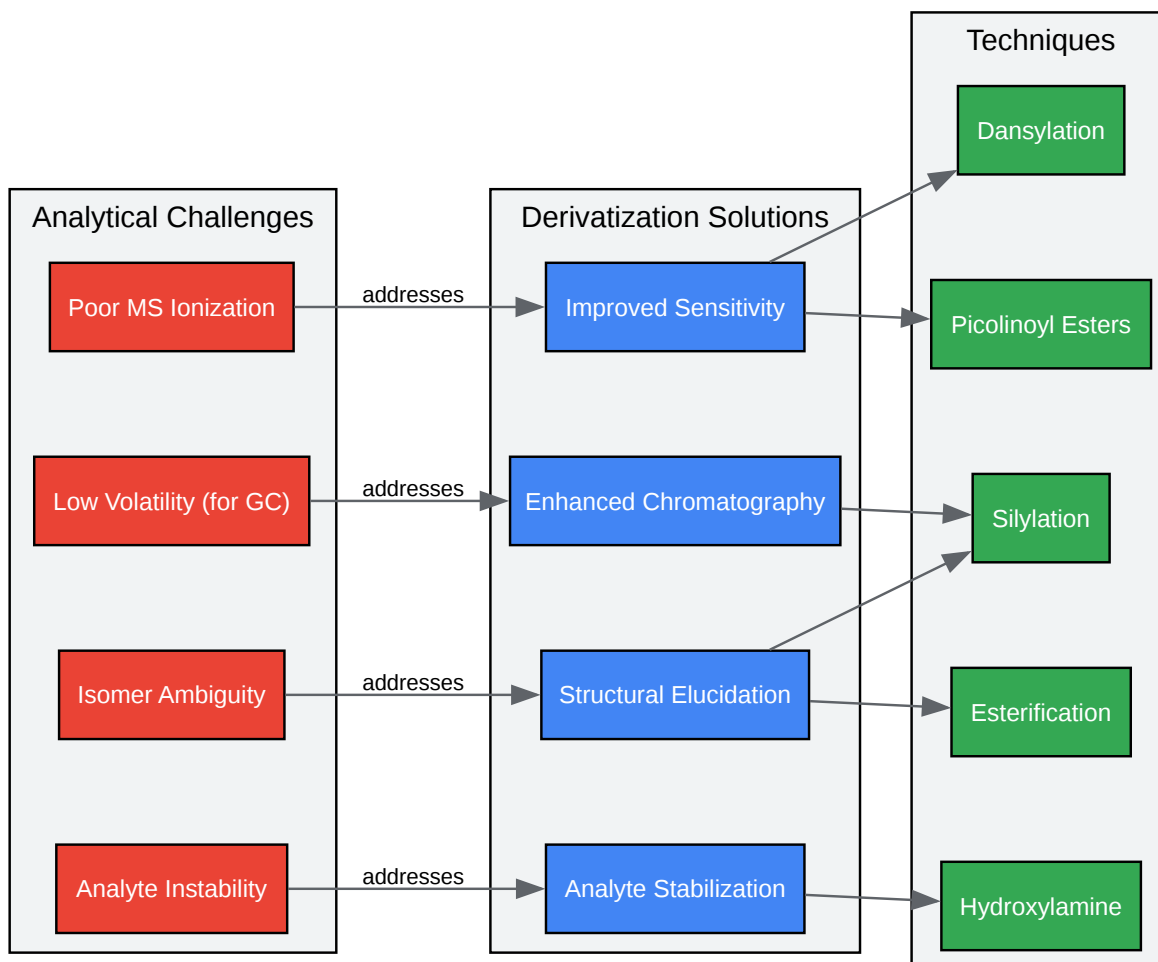 Techniques
Dansylation
Analytical Challenges
Derivatization Solutions
Poor MS Ionization
addresses
Improved Sensitivity
Picolinoyl Esters
Low Volatility (for GC)
addresses
Enhanced Chromatography
Silylation
Isomer Ambiguity
addresses
Structural Elucidation
Esterification
Analyte Instability
addresses
Analyte Stabilization
Hydroxylamine